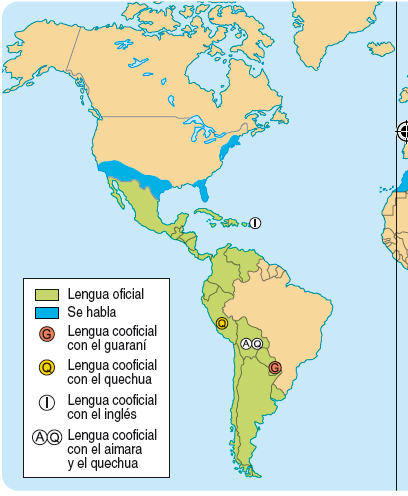 I
Q
A Q
G
Lengua oficial
Se habla
G Lengua cooficial
con el guaraní
Q Lengua cooficial
con el quechua
I Lengua cooficial
con el inglés
A Q Lengua cooficial
con el aimara
y el quechua